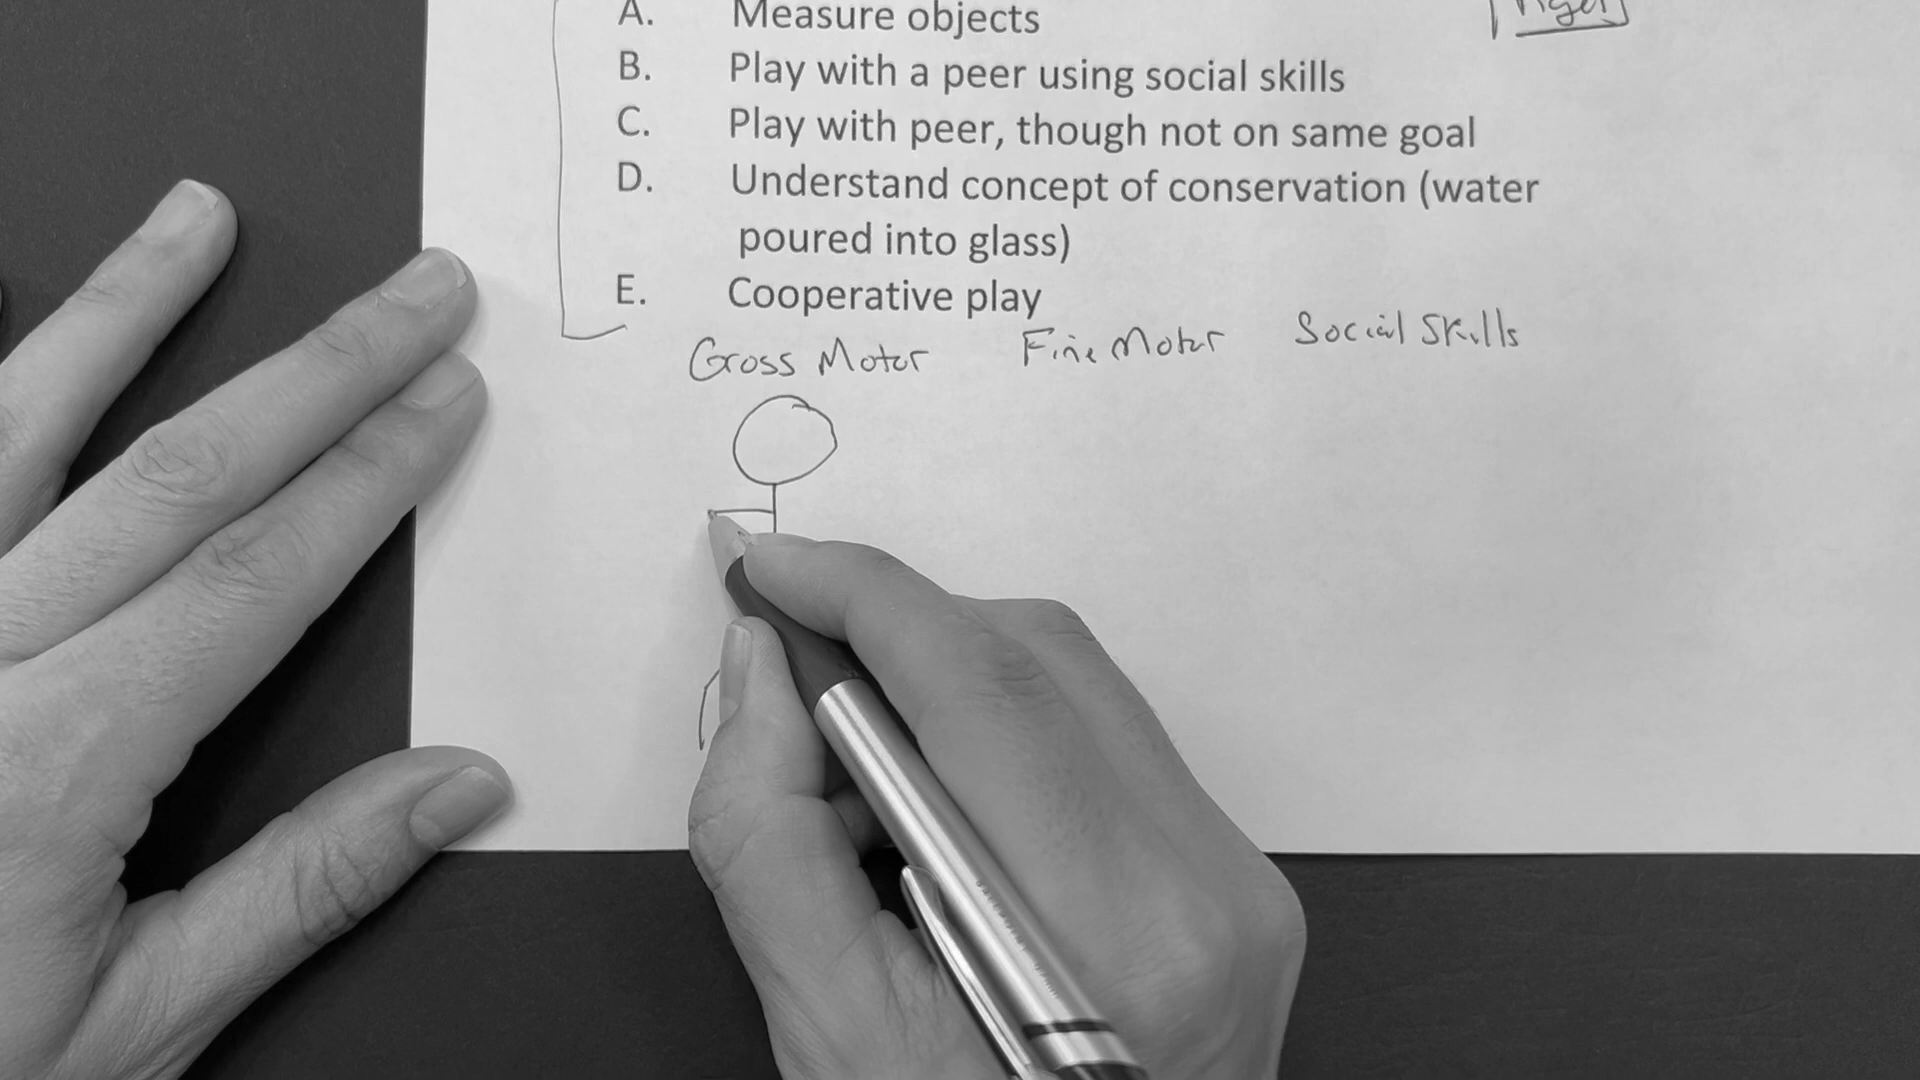 A. Measure objects
B. Play with a peer using social skills
C. Play with peer, though not on same goal
D. Understand concept of conservation (water
poured into glass)
E. Cooperative play
Gross Motor Fine Motor Social Skills